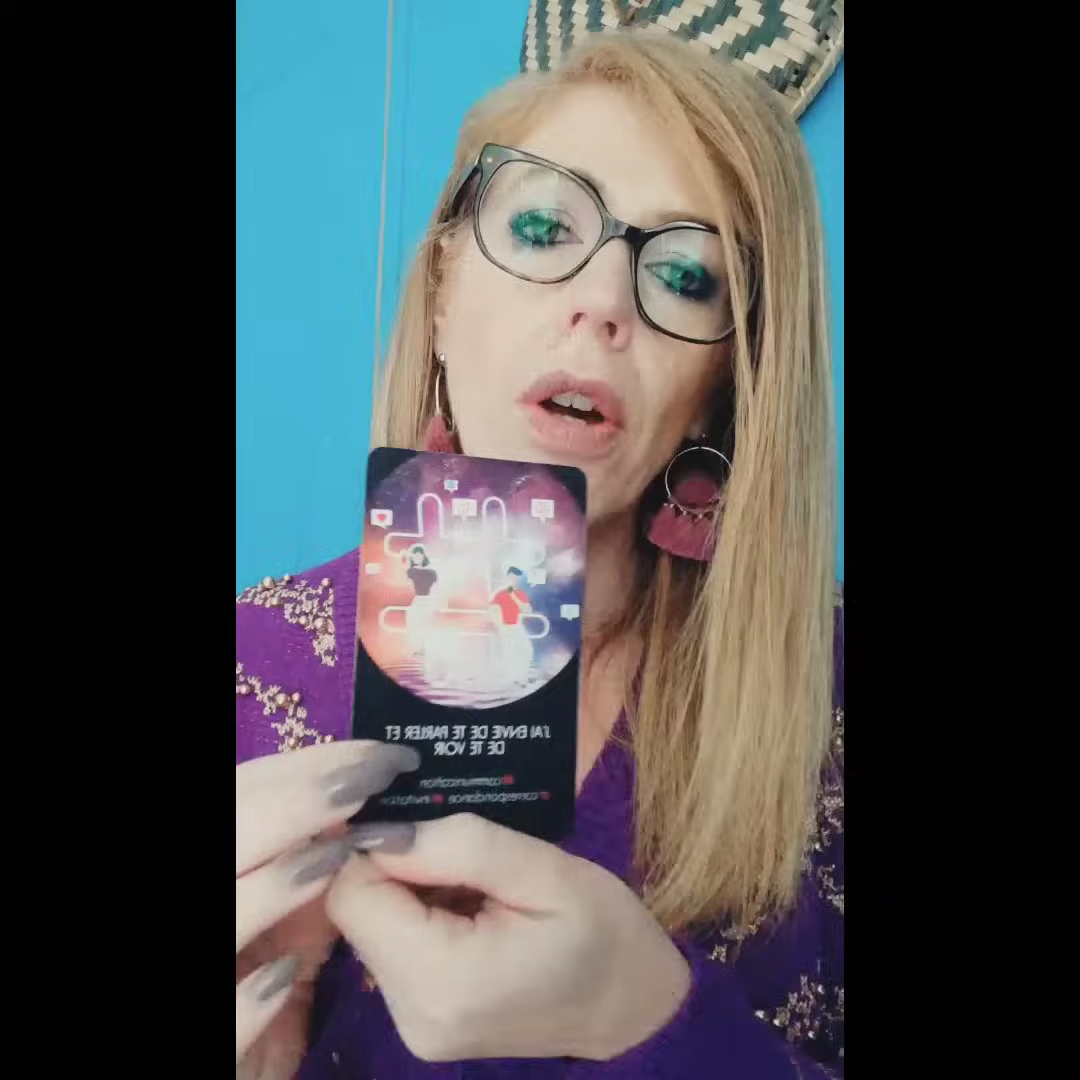 J'AI ENVIE DE TE PARLER ET
DE TE VOIR
communication
correspondance invitation